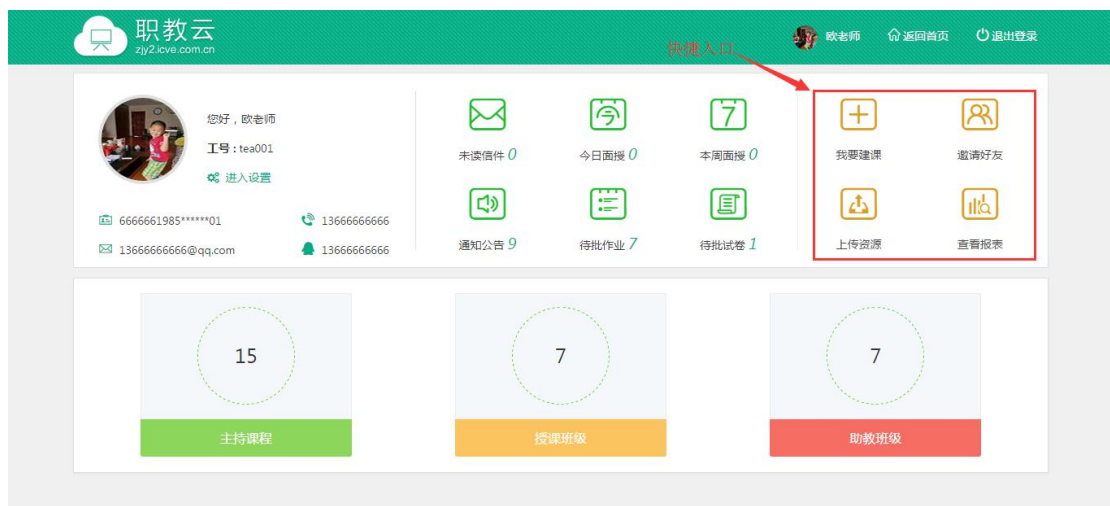 职教云
zjy2.icve.com.cn
快捷入口
欧老师 返回首页 退出登录
您好，欧老师
工号：tea001
进入设置
6666661985******01 13666666666
13666666666@qq.com 13666666666
7
未读信件 0 今日面授 0 本周面授 0
通知公告 9 待批作业 7 待批试卷 1
我要建课 邀请好友
上传资源 查看报表
15 7 7
主持课程 授课班级 助教班级